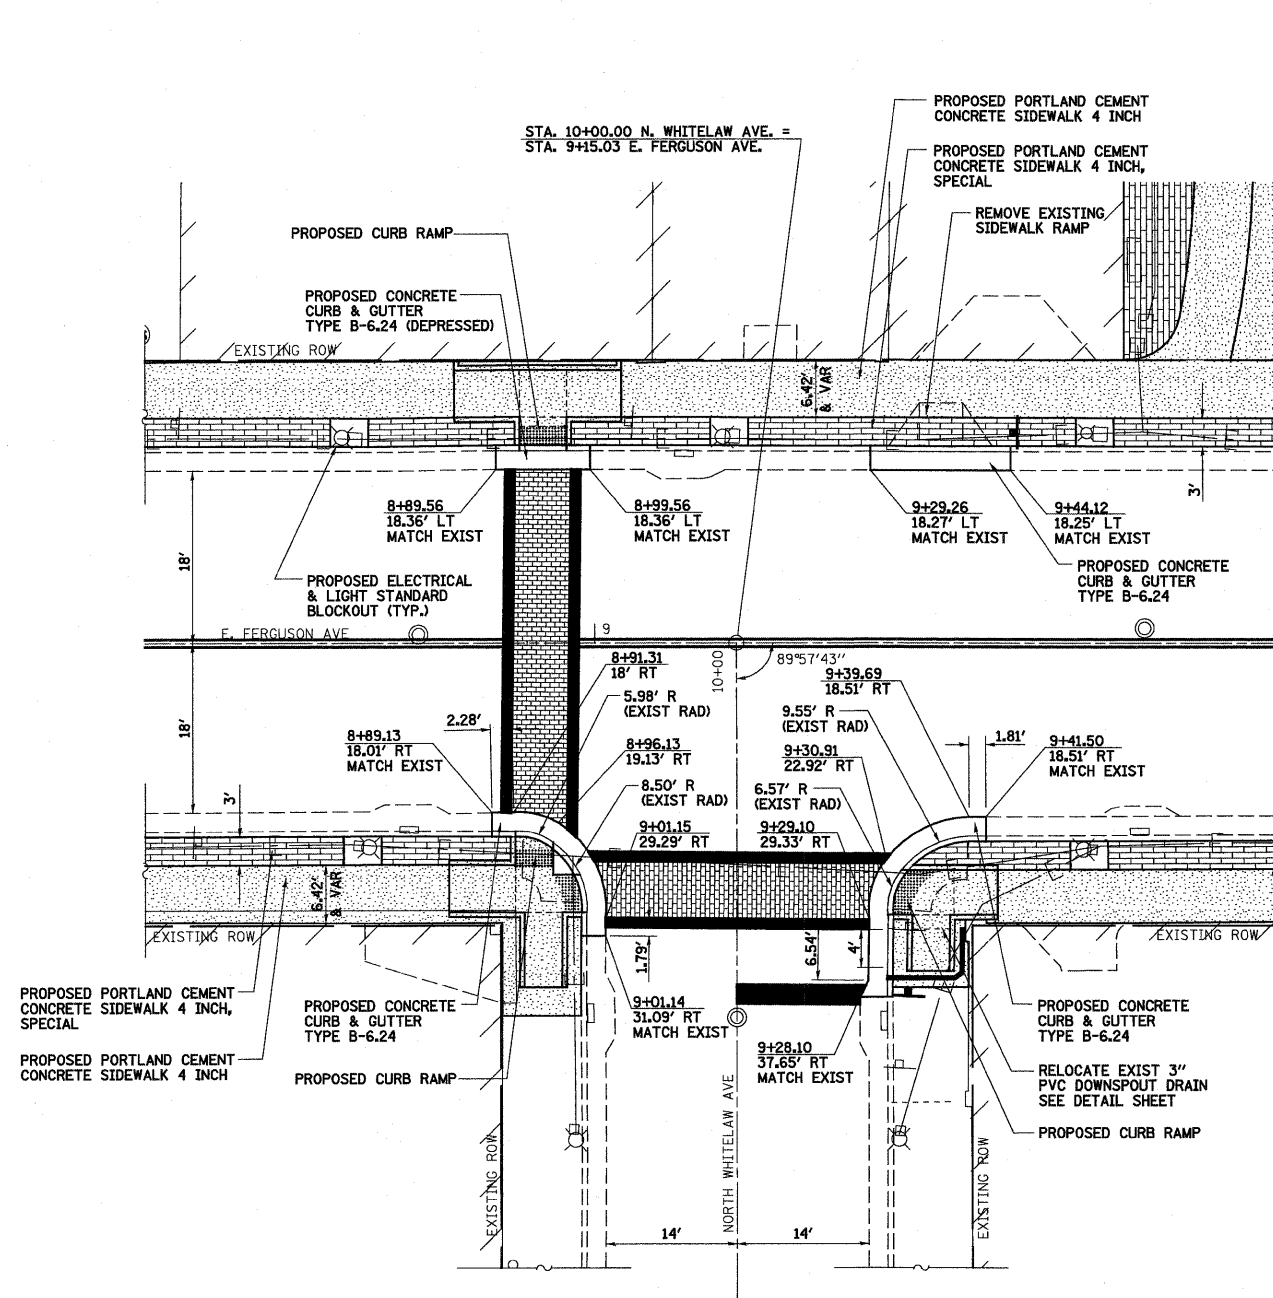 PROPOSED PORTLAND CEMENT
CONCRETE SIDEWALK 4 INCH
STA. 10+00.00 N. WHITELAW AVE. =
STA. 9+15.03 E. FERGUSON AVE.
PROPOSED PORTLAND CEMENT
CONCRETE SIDEWALK 4 INCH,
SPECIAL
REMOVE EXISTING
SIDEWALK RAMP
PROPOSED CURB RAMP
PROPOSED CONCRETE
CURB & GUTTER
TYPE B-6.24 (DEPRESSED)
EXISTING ROW
6.42'
& VAR
3'
8+89.56
18.36' LT
MATCH EXIST
8+99.56
18.36' LT
MATCH EXIST
9+29.26
18.27' LT
MATCH EXIST
9+44.12
18.25' LT
MATCH EXIST
18'
PROPOSED ELECTRICAL
& LIGHT STANDARD
BLOCKOUT (TYP.)
PROPOSED CONCRETE
CURB & GUTTER
TYPE B-6.24
E. FERGUSON AVE
9
10+00
89°57'43"
8+91.31
18' RT
5.98' R
(EXIST RAD)
9+39.69
18.51' RT
9.55' R
(EXIST RAD)
18'
2.28'
8+89.13
18.01' RT
MATCH EXIST
8+96.13
19.13' RT
9+30.91
22.92' RT
1.81'
9+41.50
18.51' RT
MATCH EXIST
8.50' R
(EXIST RAD)
6.57' R
(EXIST RAD)
3'
9+01.15
29.29' RT
9+29.10
29.33' RT
6.42'
& VAR
EXISTING ROW
EXISTING ROW
1.79'
6.54'
4'
PROPOSED PORTLAND CEMENT
CONCRETE SIDEWALK 4 INCH,
SPECIAL
PROPOSED CONCRETE
CURB & GUTTER
TYPE B-6.24
9+01.14
31.09' RT
MATCH EXIST
9+28.10
37.65' RT
MATCH EXIST
PROPOSED CONCRETE
CURB & GUTTER
TYPE B-6.24
PROPOSED PORTLAND CEMENT
CONCRETE SIDEWALK 4 INCH
PROPOSED CURB RAMP
RELOCATE EXIST 3"
PVC DOWNSPOUT DRAIN
SEE DETAIL SHEET
PROPOSED CURB RAMP
EXISTING ROW
NORTH WHITELAW AVE
EXISTING ROW
14'
14'